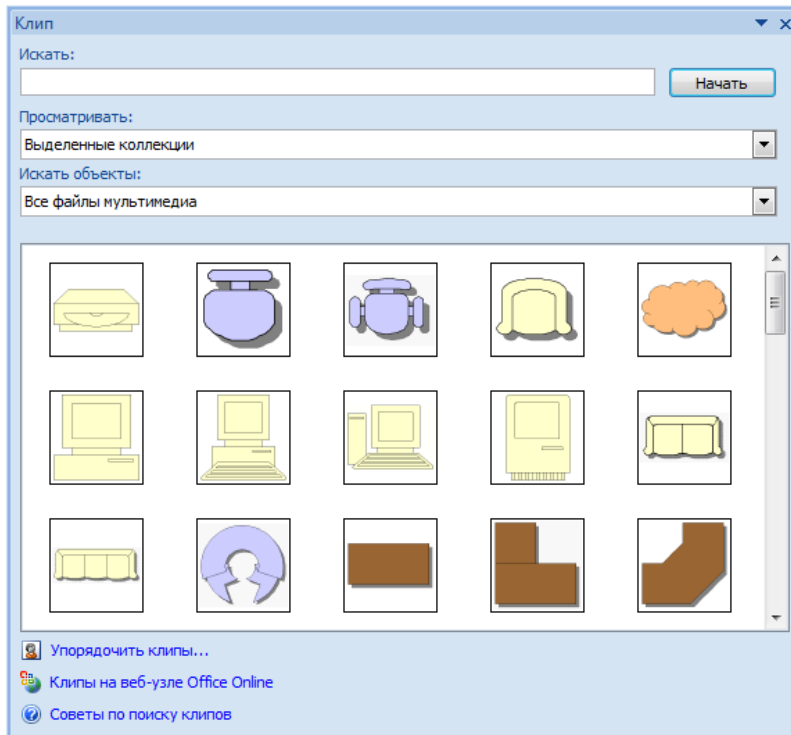 Клип
Искать:
Начать
Просматривать:
Выделенные коллекции
Искать объекты:
Все файлы мультимедиа
Упорядочить клипы...
Клипы на веб-узле Office Online
Советы по поиску клипов